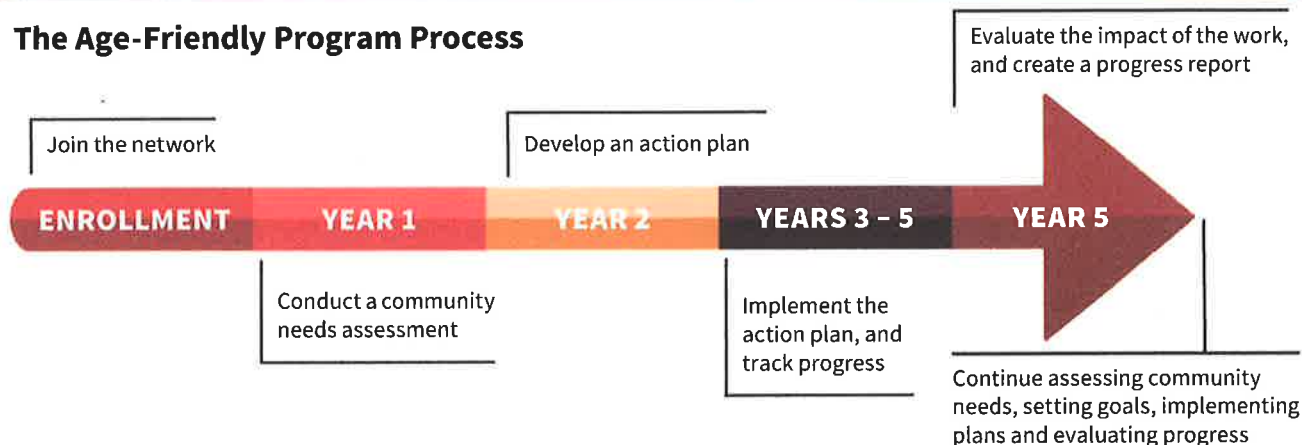 The Age-Friendly Program Process
Join the network
Develop an action plan
Evaluate the impact of the work,
and create a progress report
ENROLLMENT
YEAR 1
YEAR 2
YEARS 3 – 5
YEAR 5
Conduct a community
needs assessment
Implement the
action plan, and
track progress
Continue assessing community
needs, setting goals, implementing
plans and evaluating progress